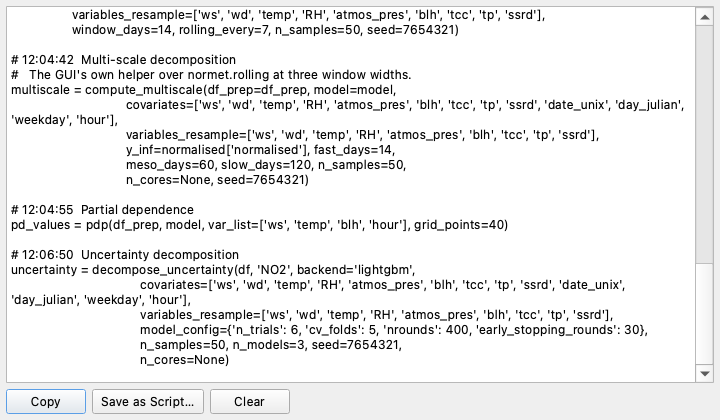 variables_resample=['ws', 'wd', 'temp', 'RH', 'atmos_pres', 'blh', 'tcc', 'tp', 'ssrd'],
window_days=14, rolling_every=7, n_samples=50, seed=7654321)
# 12:04:42  Multi-scale decomposition
#   The GUI's own helper over normet.rolling at three window widths.
multiscale = compute_multiscale(df_prep=df_prep, model=model,
covariates=['ws', 'wd', 'temp', 'RH', 'atmos_pres', 'blh', 'tcc', 'tp', 'ssrd', 'date_unix', 'day_julian',
'weekday', 'hour'],
variables_resample=['ws', 'wd', 'temp', 'RH', 'atmos_pres', 'blh', 'tcc', 'tp', 'ssrd'],
y_inf=normalised['normalised'], fast_days=14,
meso_days=60, slow_days=120, n_samples=50,
n_cores=None, seed=7654321)
# 12:04:55  Partial dependence
pd_values = pdp(df_prep, model, var_list=['ws', 'temp', 'blh', 'hour'], grid_points=40)
# 12:06:50  Uncertainty decomposition
uncertainty = decompose_uncertainty(df, 'NO2', backend='lightgbm',
covariates=['ws', 'wd', 'temp', 'RH', 'atmos_pres', 'blh', 'tcc', 'tp', 'ssrd', 'date_unix',
'day_julian', 'weekday', 'hour'],
variables_resample=['ws', 'wd', 'temp', 'RH', 'atmos_pres', 'blh', 'tcc', 'tp', 'ssrd'],
model_config={'n_trials': 6, 'cv_folds': 5, 'nrounds': 400, 'early_stopping_rounds': 30},
n_samples=50, n_models=3, seed=7654321,
n_cores=None)
Copy
Save as Script...
Clear